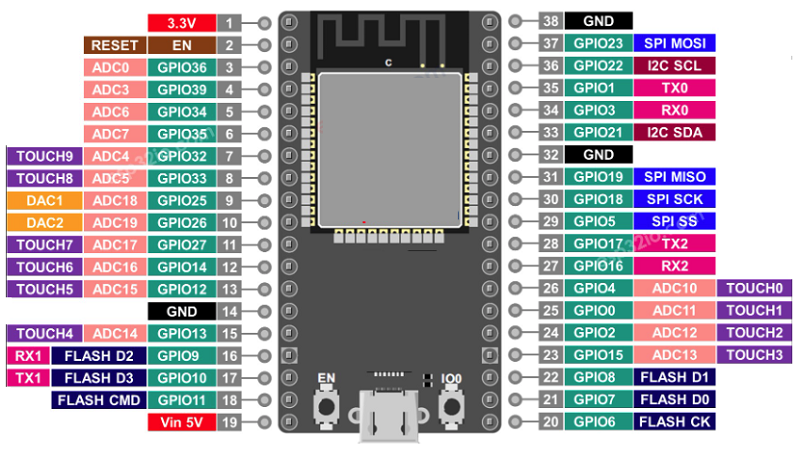 3.3V 1
RESET EN 2
ADC0 GPIO36 3
ADC3 GPIO39 4
ADC6 GPIO34 5
ADC7 GPIO35 6
TOUCH9 ADC4 GPIO32 7
TOUCH8 ADC5 GPIO33 8
DAC1 ADC18 GPIO25 9
DAC2 ADC19 GPIO26 10
TOUCH7 ADC17 GPIO27 11
TOUCH6 ADC16 GPIO14 12
TOUCH5 ADC15 GPIO12 13
GND 14
TOUCH4 ADC14 GPIO13 15
RX1 FLASH D2 GPIO9 16
TX1 FLASH D3 GPIO10 17
FLASH CMD GPIO11 18
Vin 5V 19
C
EN
IO0
38 GND
37 GPIO23 SPI MOSI
36 GPIO22 I2C SCL
35 GPIO1 TX0
34 GPIO3 RX0
33 GPIO21 I2C SDA
32 GND
31 GPIO19 SPI MISO
30 GPIO18 SPI SCK
29 GPIO5 SPI SS
28 GPIO17 TX2
27 GPIO16 RX2
26 GPIO4 ADC10 TOUCH0
25 GPIO0 ADC11 TOUCH1
24 GPIO2 ADC12 TOUCH2
23 GPIO15 ADC13 TOUCH3
22 GPIO8 FLASH D1
21 GPIO7 FLASH D0
20 GPIO6 FLASH CK